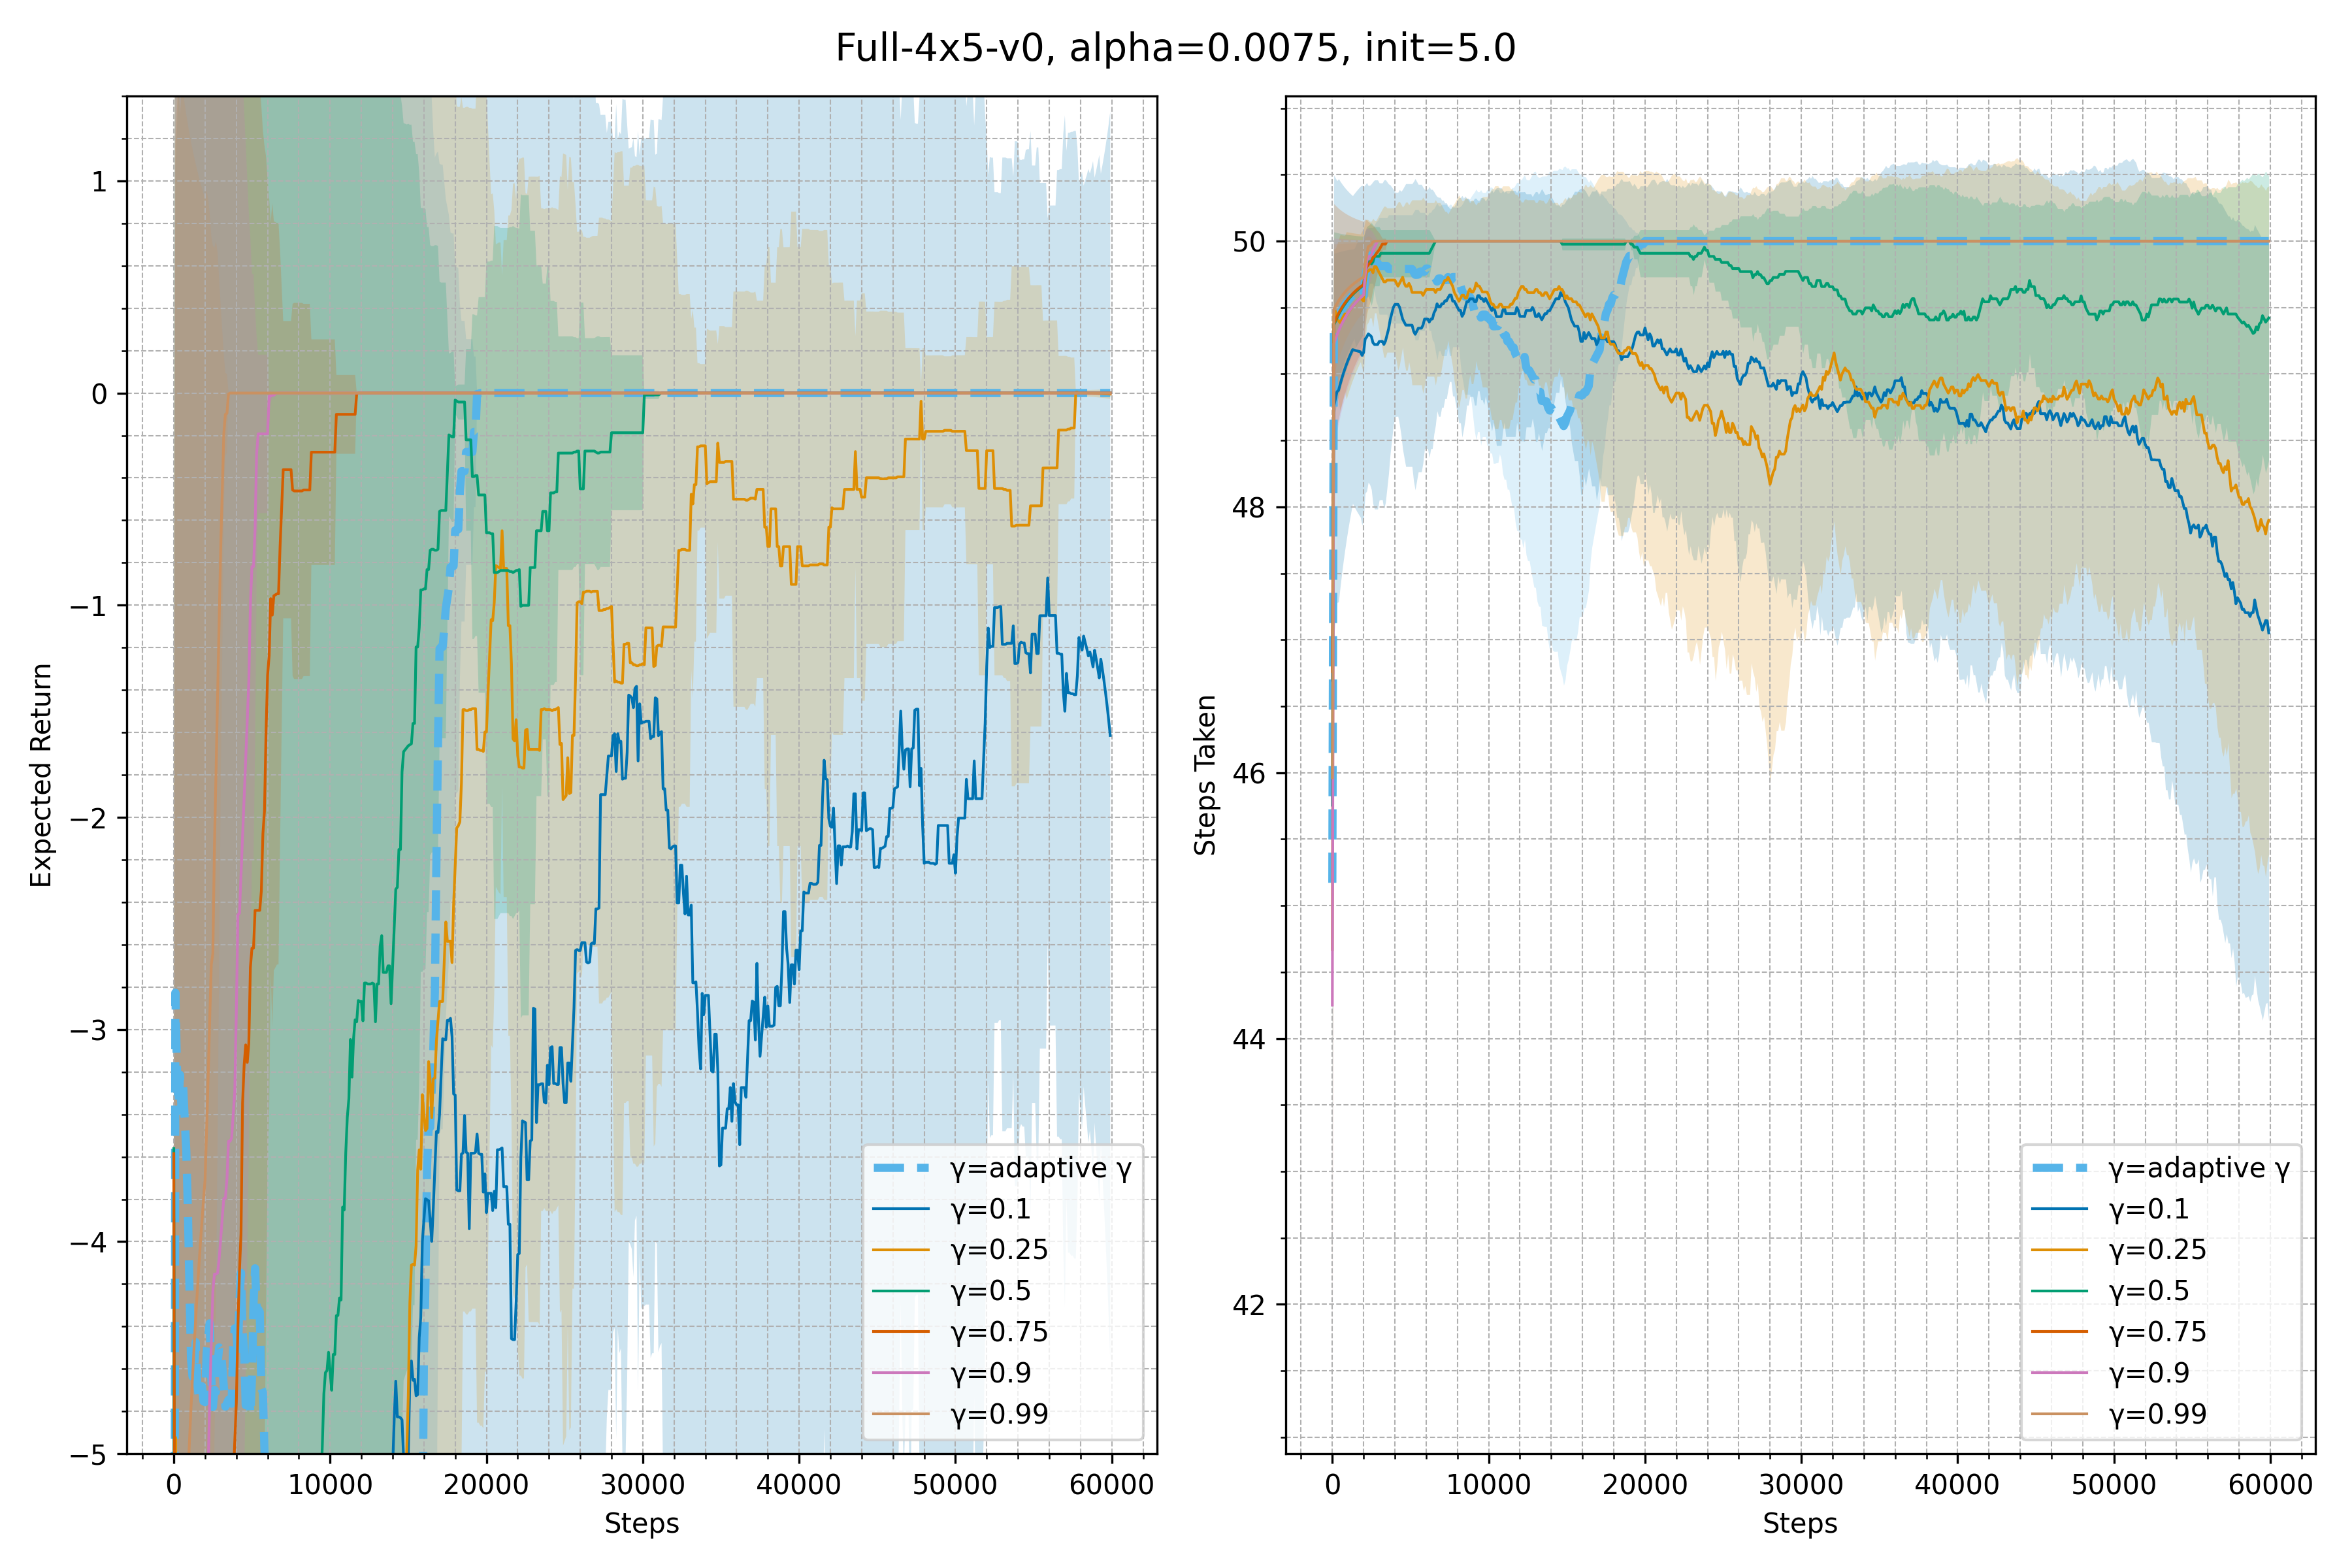 Full-4x5-v0, alpha=0.0075, init=5.0
Expected Return
1
0
−1
−2
−3
−4
−5
0
10000
20000
30000
40000
50000
60000
Steps
γ=adaptive γ
γ=0.1
γ=0.25
γ=0.5
γ=0.75
γ=0.9
γ=0.99
Steps Taken
50
48
46
44
42
0
10000
20000
30000
40000
50000
60000
Steps
γ=adaptive γ
γ=0.1
γ=0.25
γ=0.5
γ=0.75
γ=0.9
γ=0.99